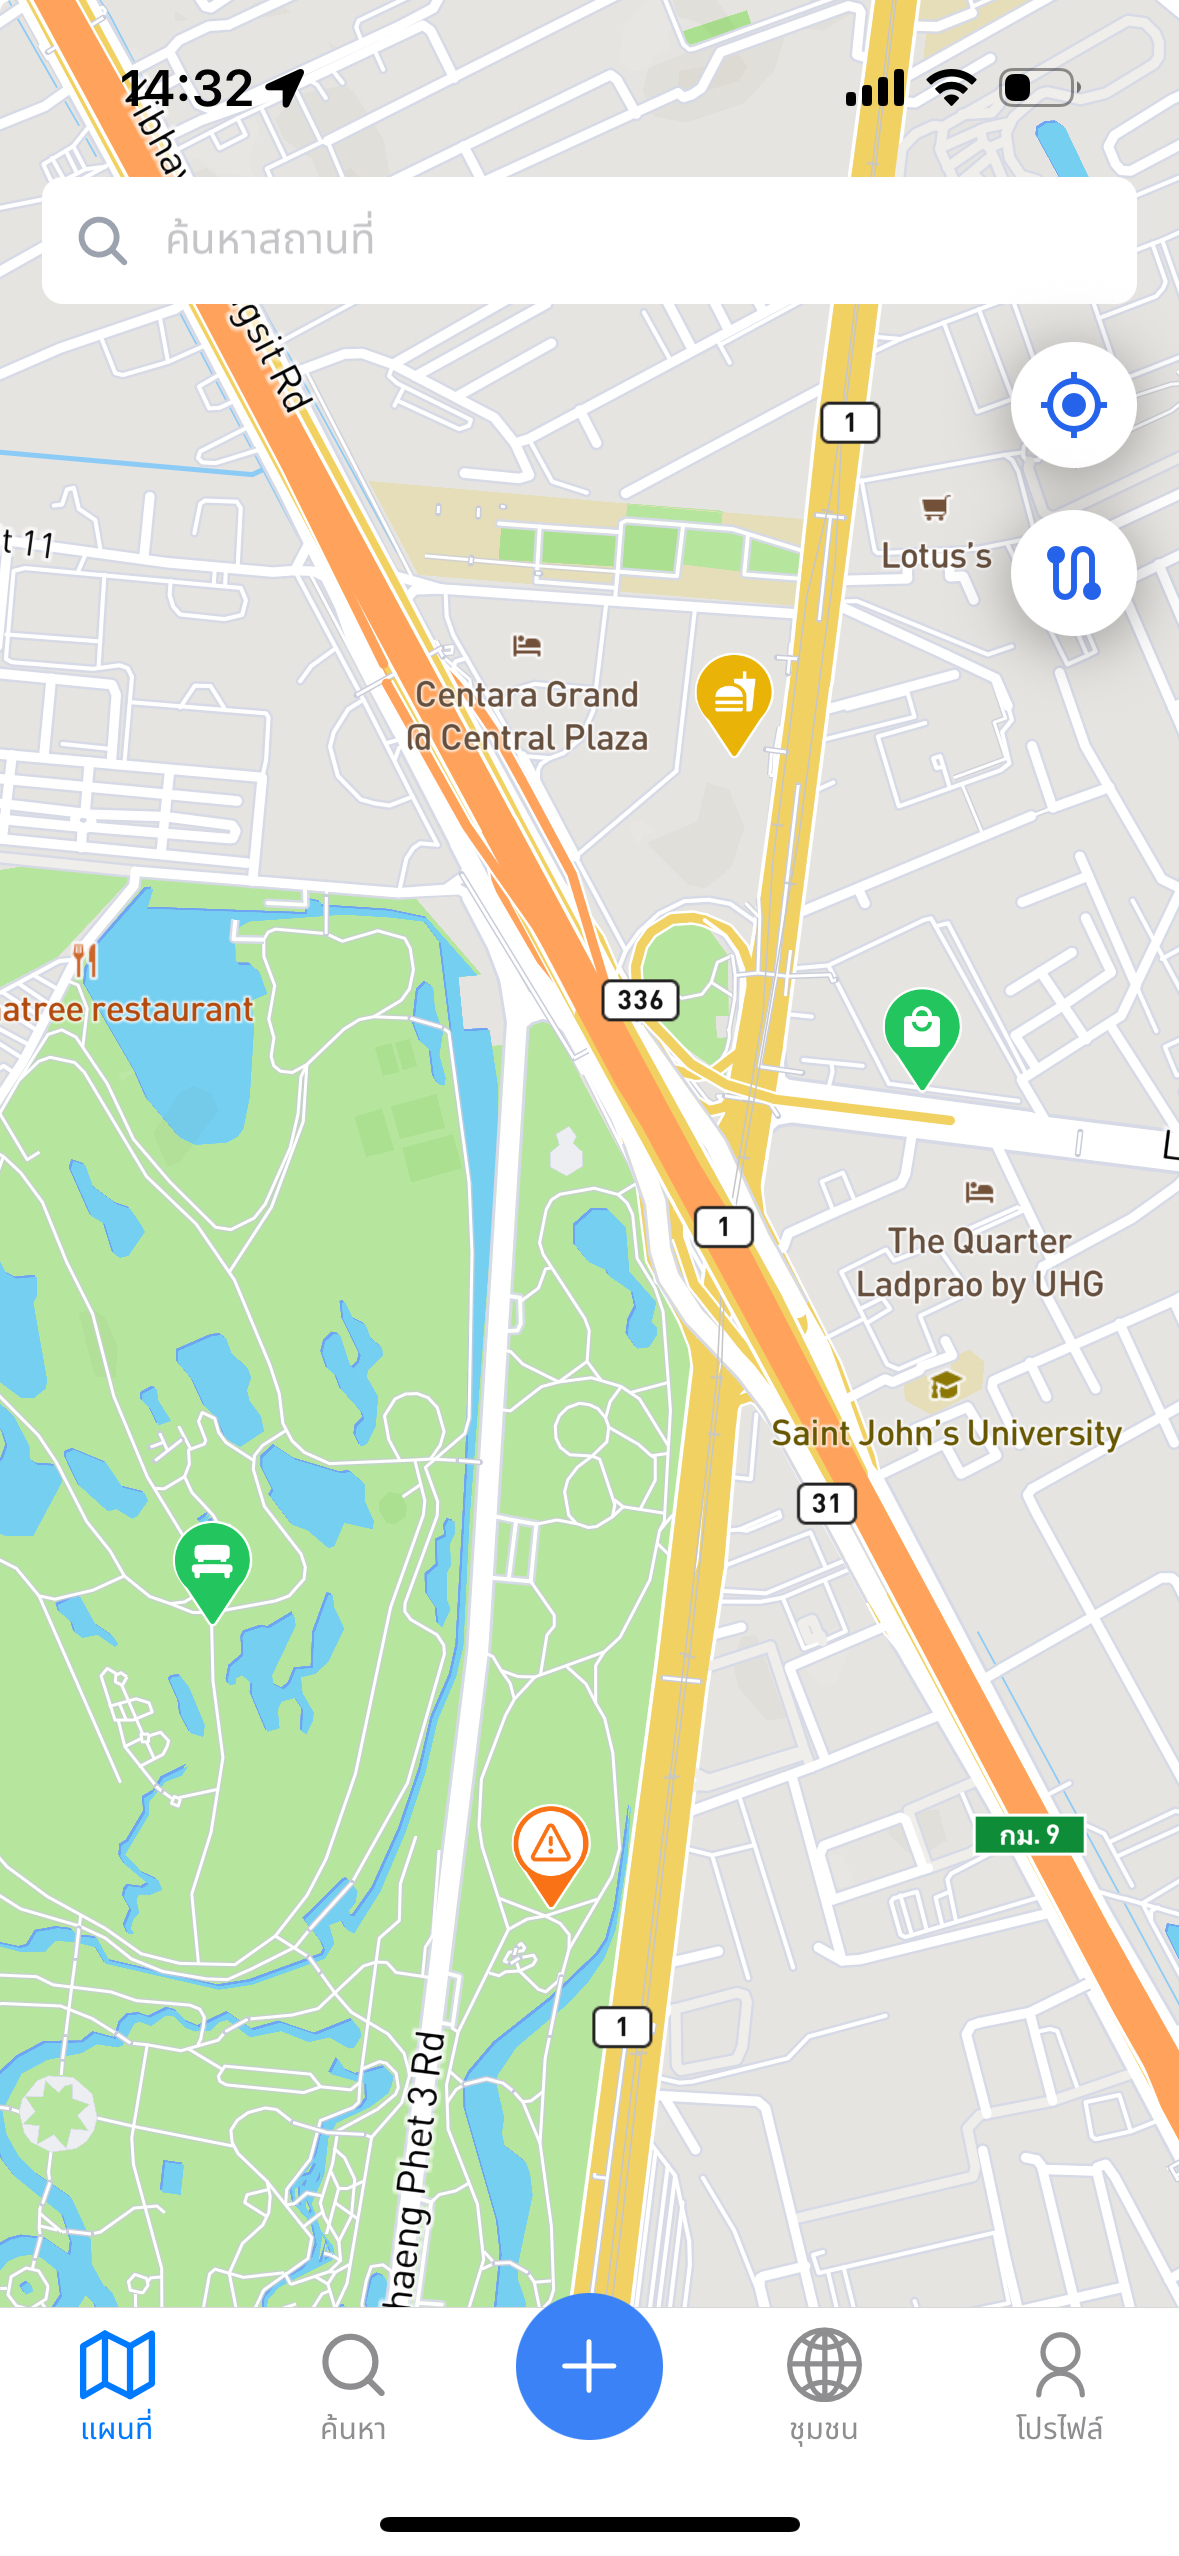 14:32
ค้นหาสถานที่
gsit Rd
1
t 11
Lotus's
Centara Grand
@ Central Plaza
336
atree restaurant
1
The Quarter
Ladprao by UHG
Saint John's University
31
กม. 9
1
haeng Phet 3 Rd
แผนที่
ค้นหา
ชุมชน
โปรไฟล์